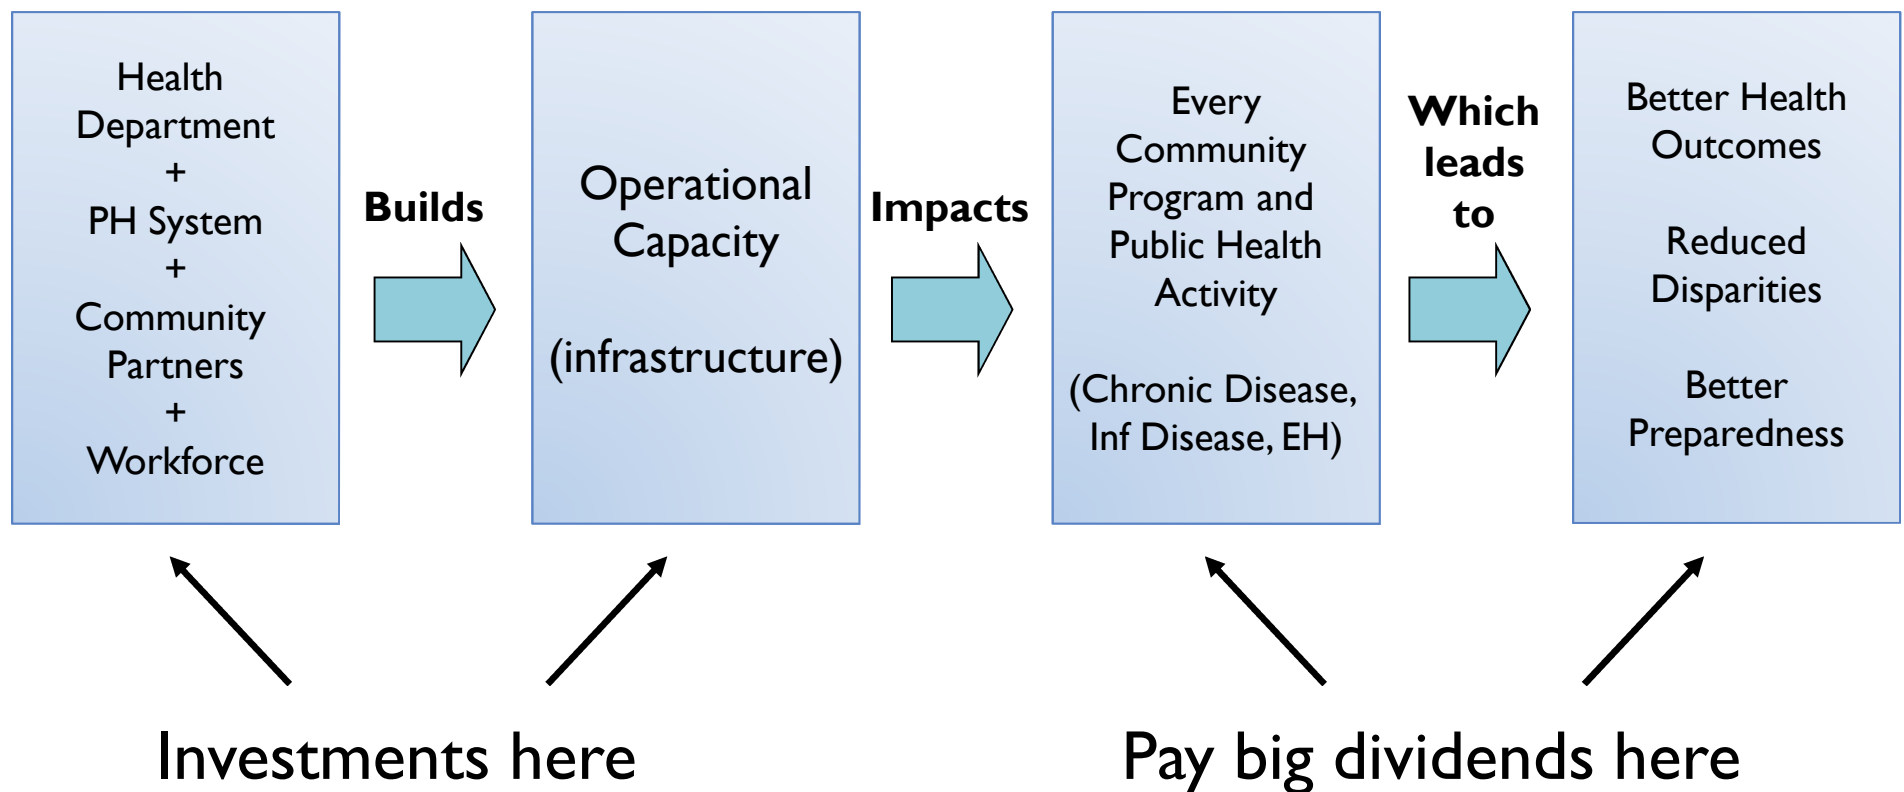 Health
Department
+
PH System
+
Community
Partners
+
Workforce
Builds
Operational
Capacity
(infrastructure)
Impacts
Every
Community
Program and
Public Health
Activity
(Chronic Disease,
Inf Disease, EH)
Which
leads
to
Better Health
Outcomes
Reduced
Disparities
Better
Preparedness
Investments here
Pay big dividends here